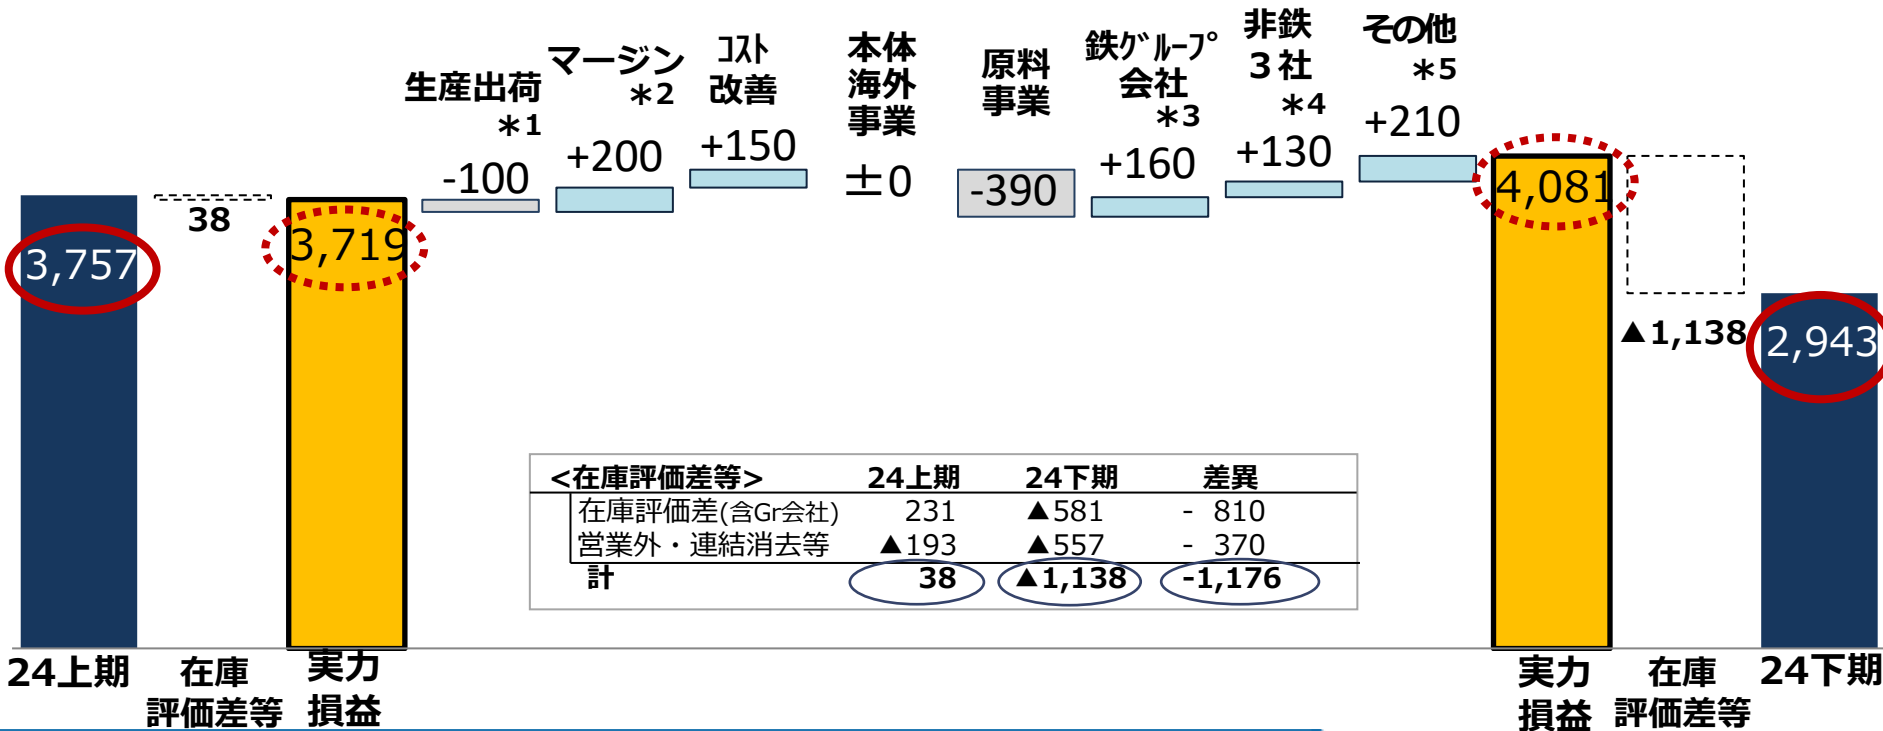 生産出荷
＊1
-100
マージン
＊2
+200
ｺｽﾄ
改善
+150
本体
海外
事業
±0
原料
事業
-390
鉄ｸﾞﾙｰﾌﾟ
会社
＊3
+160
非鉄
３社
＊4
+130
その他
＊5
+210
3,757
38
3,719
4,081
▲1,138
2,943
<在庫評価差等> 24上期 24下期 差異
在庫評価差(含Gr会社) 231 ▲581 - 810
営業外・連結消去等 ▲193 ▲557 - 370
計 38 ▲1,138 -1,176
24上期
在庫
評価差等
実力
損益
実力
損益
在庫
評価差等
24下期